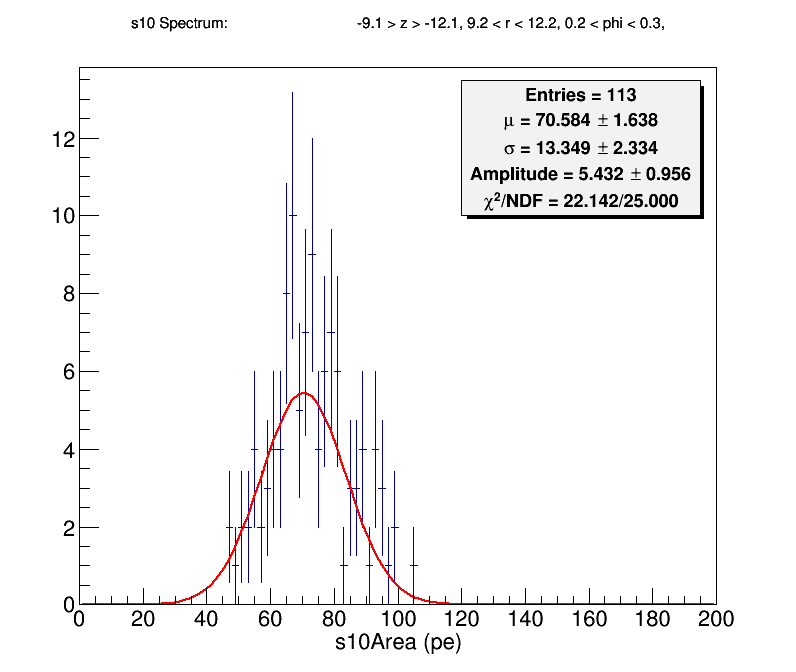 s10 Spectrum: -9.1 > z > -12.1, 9.2 < r < 12.2, 0.2 < phi < 0.3,
Entries = 113
μ = 70.584 ± 1.638
σ = 13.349 ± 2.334
Amplitude = 5.432 ± 0.956
χ²/NDF = 22.142/25.000
12
10
8
6
4
2
0
0 20 40 60 80 100 120 140 160 180 200
s10Area (pe)